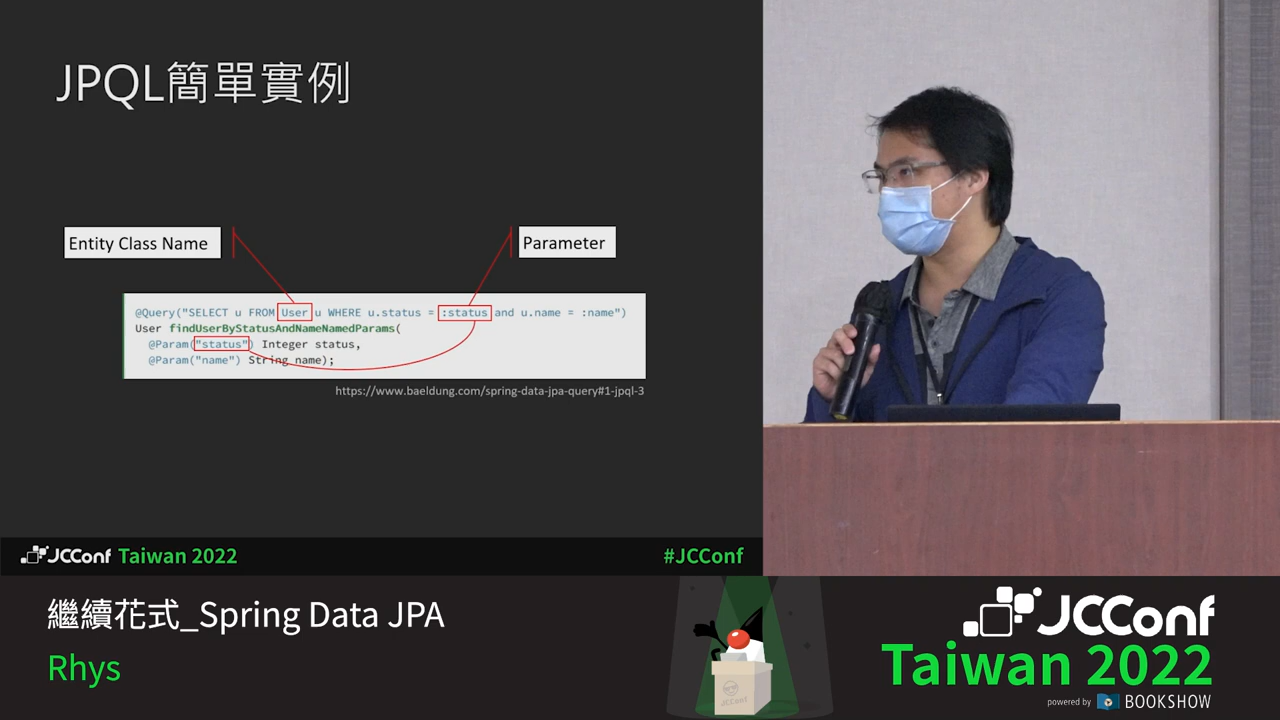 JPQL簡單實例
Entity Class Name
Parameter
@Query("SELECT u FROM User u WHERE u.status = :status and u.name = :name")
User findUserByStatusAndNameNamedParams(
@Param("status") Integer status,
@Param("name") String name);
https://www.baeldung.com/spring-data-jpa-query#1-jpql-3
JCConf Taiwan 2022
#JCConf
繼續花式_Spring Data JPA
Rhys
JCConf
JCConf
Taiwan 2022
powered by BOOKSHOW